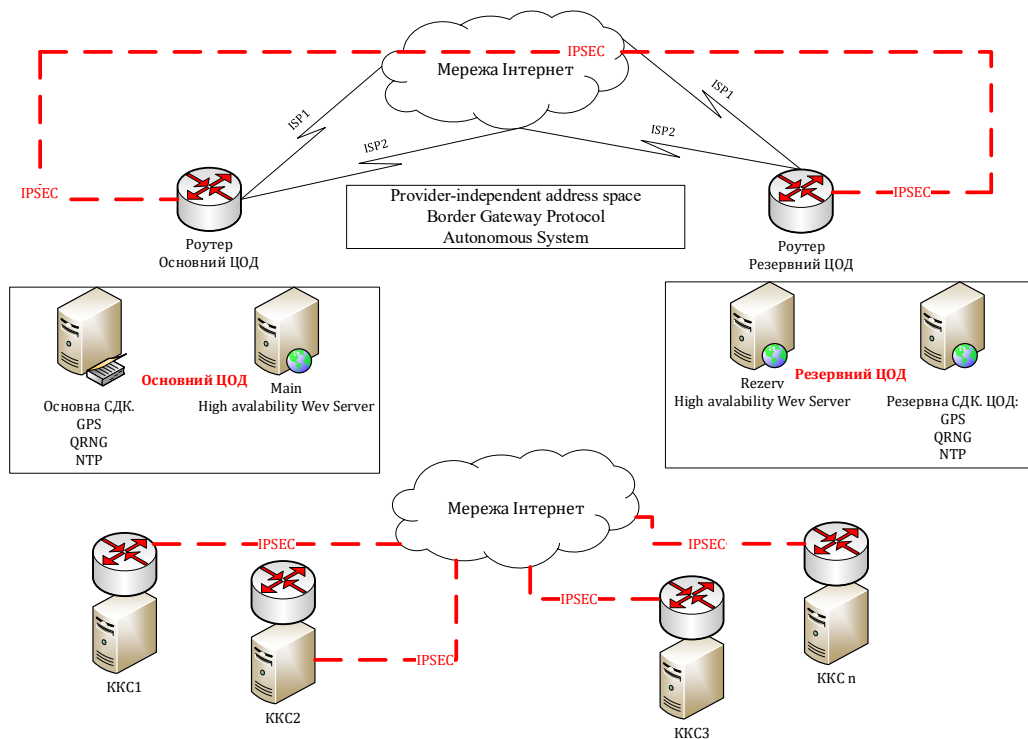 IPSEC
Мережа Інтернет
ISP1
ISP1
ISP2
ISP2
IPSEC
IPSEC
Provider-independent address space
Border Gateway Protocol
Autonomous System
Роутер
Основний ЦОД
Роутер
Резервний ЦОД
Основний ЦОД
Основна СДК.
GPS
QRNG
NTP
Main
High avalability Wev Server
Резервний ЦОД
Rezerv
High avalability Wev Server
Резервна СДК. ЦОД:
GPS
QRNG
NTP
Мережа Інтернет
IPSEC
IPSEC
IPSEC
IPSEC
ККС1
ККС2
ККС3
ККС n